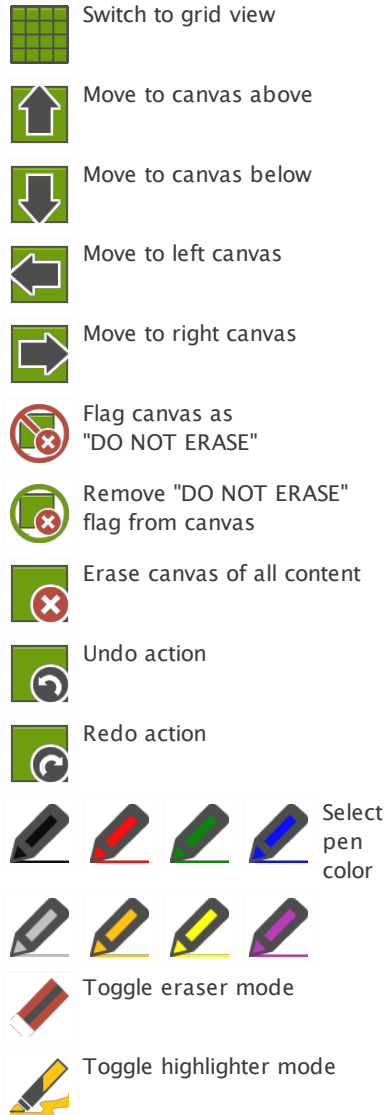 Switch to grid view
Move to canvas above
Move to canvas below
Move to left canvas
Move to right canvas
Flag canvas as
"DO NOT ERASE"
Remove "DO NOT ERASE"
flag from canvas
Erase canvas of all content
Undo action
Redo action
Select
pen
color
Toggle eraser mode
Toggle highlighter mode